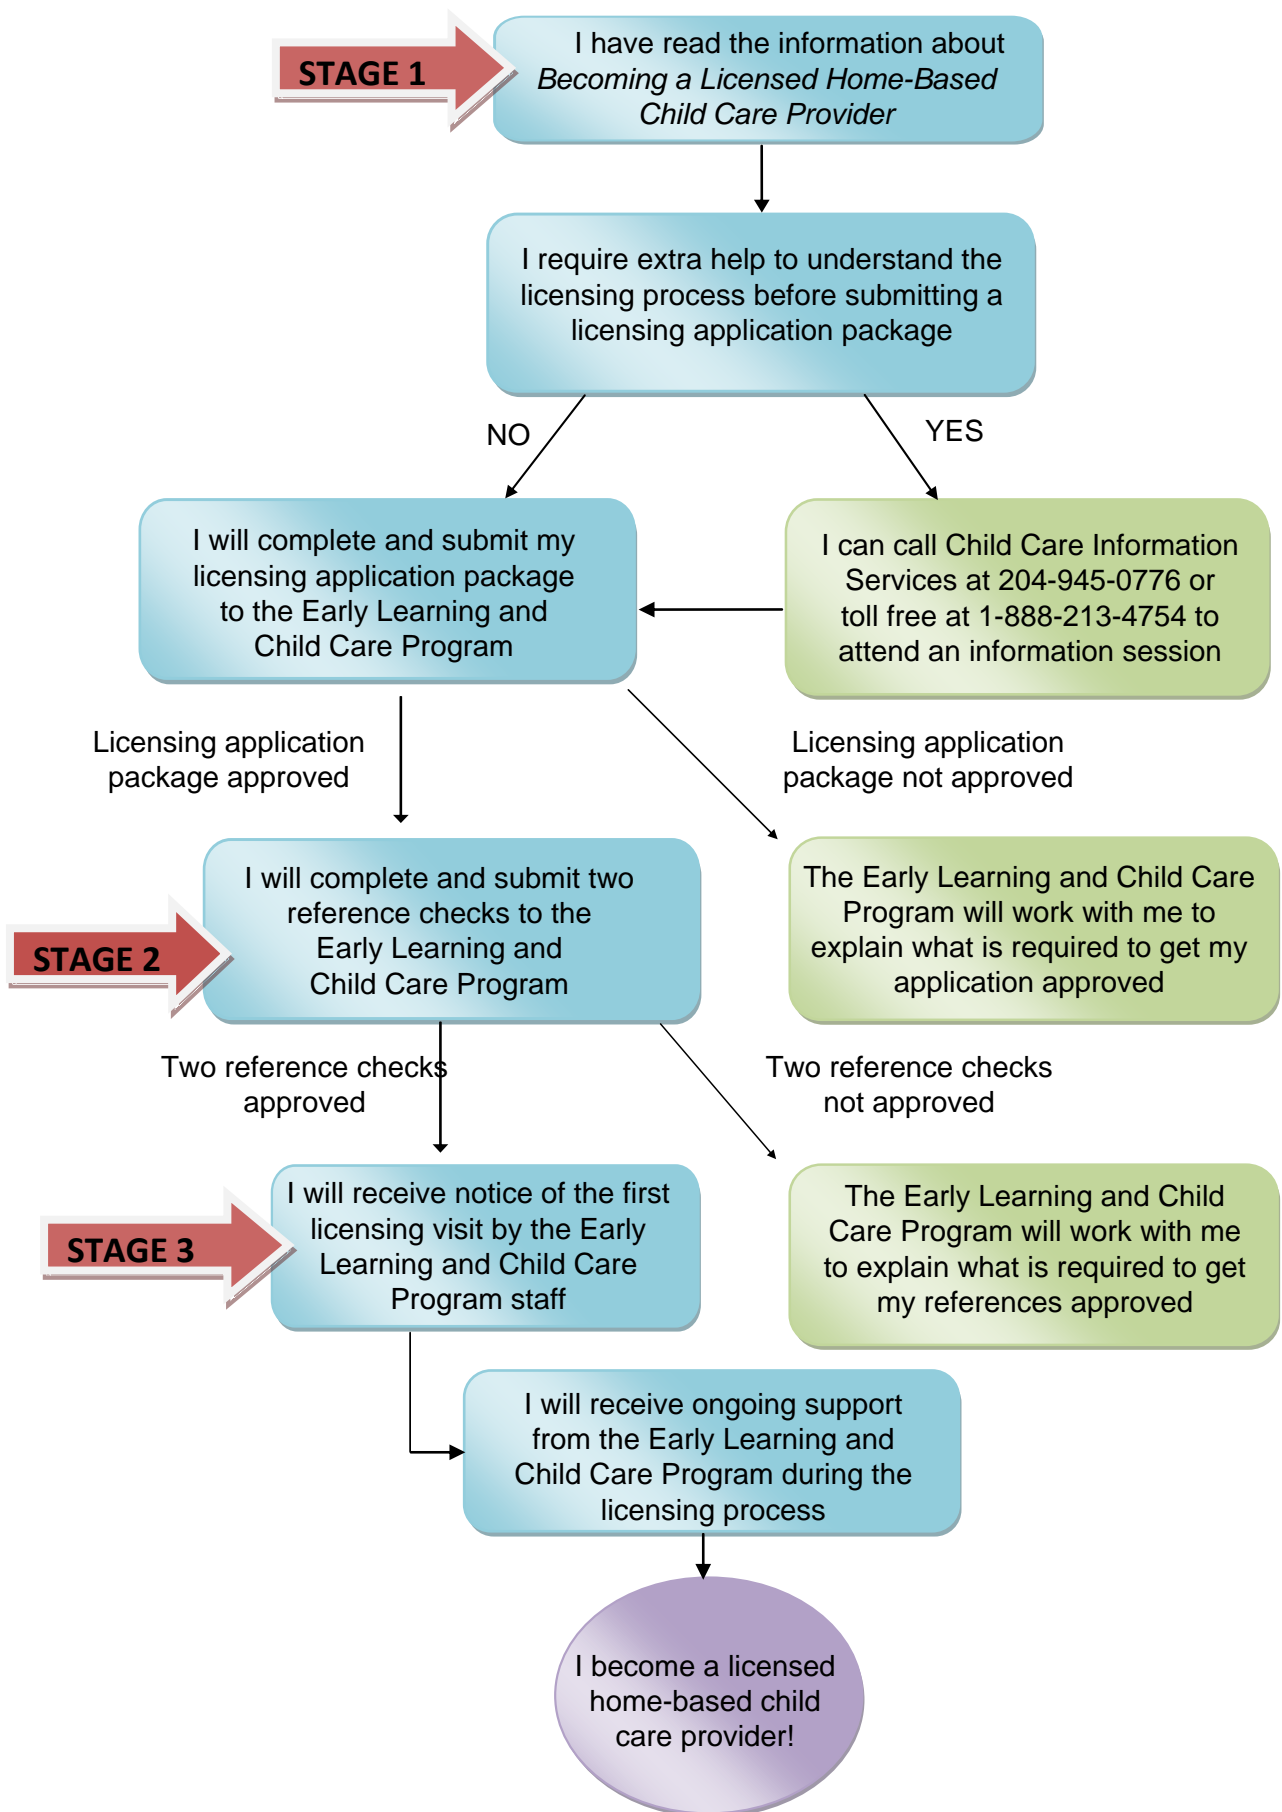 STAGE 1
I have read the information about
Becoming a Licensed Home-Based
Child Care Provider
I require extra help to understand the
licensing process before submitting a
licensing application package
NO
YES
I will complete and submit my
licensing application package
to the Early Learning and
Child Care Program
I can call Child Care Information
Services at 204-945-0776 or
toll free at 1-888-213-4754 to
attend an information session
Licensing application
package approved
Licensing application
package not approved
STAGE 2
I will complete and submit two
reference checks to the
Early Learning and
Child Care Program
The Early Learning and Child Care
Program will work with me to
explain what is required to get my
application approved
Two reference checks
approved
Two reference checks
not approved
STAGE 3
I will receive notice of the first
licensing visit by the Early
Learning and Child Care
Program staff
The Early Learning and Child
Care Program will work with me
to explain what is required to get
my references approved
I will receive ongoing support
from the Early Learning and
Child Care Program during the
licensing process
I become a licensed
home-based child
care provider!